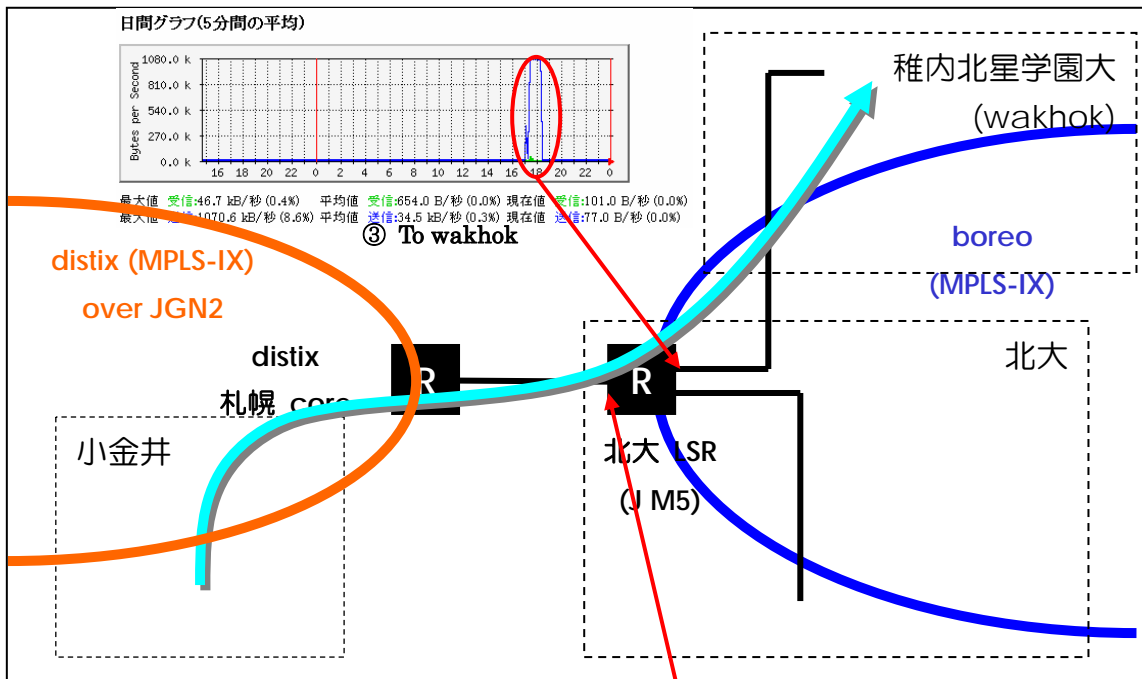 日間グラフ(5分間の平均)
1080.0 k
810.0 k
540.0 k
270.0 k
0.0 k
Bytes per Second
16 18 20 22 0 2 4 6 8 10 12 14 16 18 20 22 0
最大値 受信:46.7 kB/秒(0.4%) 平均値 受信:654.0 B/秒(0.0%) 現在値 受信:101.0 B/秒(0.0%)
最大値 送信:1070.6 kB/秒(8.6%) 平均値 送信:34.5 kB/秒(0.3%) 現在値 送信:77.0 B/秒(0.0%)
③ To wakhok
稚内北星学園大
(wakhok)
distix (MPLS-IX)
over JGN2
boreo
(MPLS-IX)
distix
札幌 core
R
R
北大
小金井
北大 LSR
(J M5)